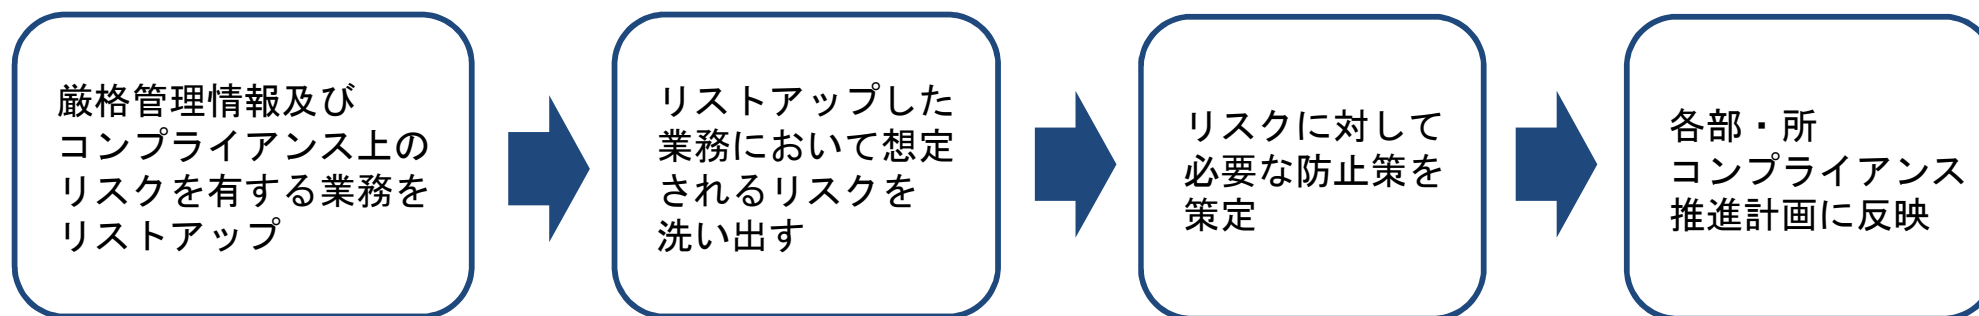 厳格管理情報及び
コンプライアンス上の
リスクを有する業務を
リストアップ
リストアップした
業務において想定
されるリスクを
洗い出す
リスクに対して
必要な防止策を
策定
各部・所
コンプライアンス
推進計画に反映